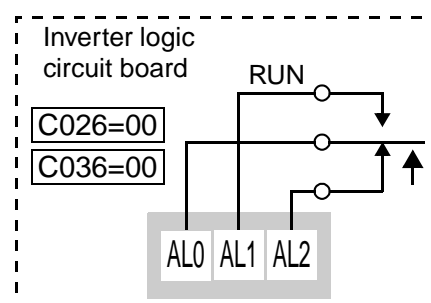 Inverter logic
circuit board
RUN
C026=00
C036=00
AL0 AL1 AL2